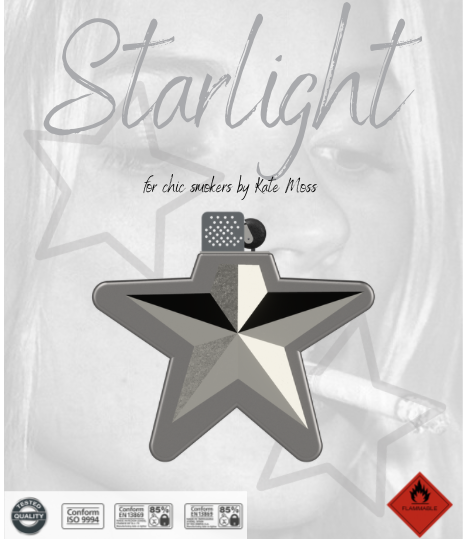 Starlight
for chic smokers by Kate Moss
TESTED
QUALITY
Conform
ISO 9994
Conform
EN 13869
85%
Conform
EN 13869
85%
FLAMMABLE